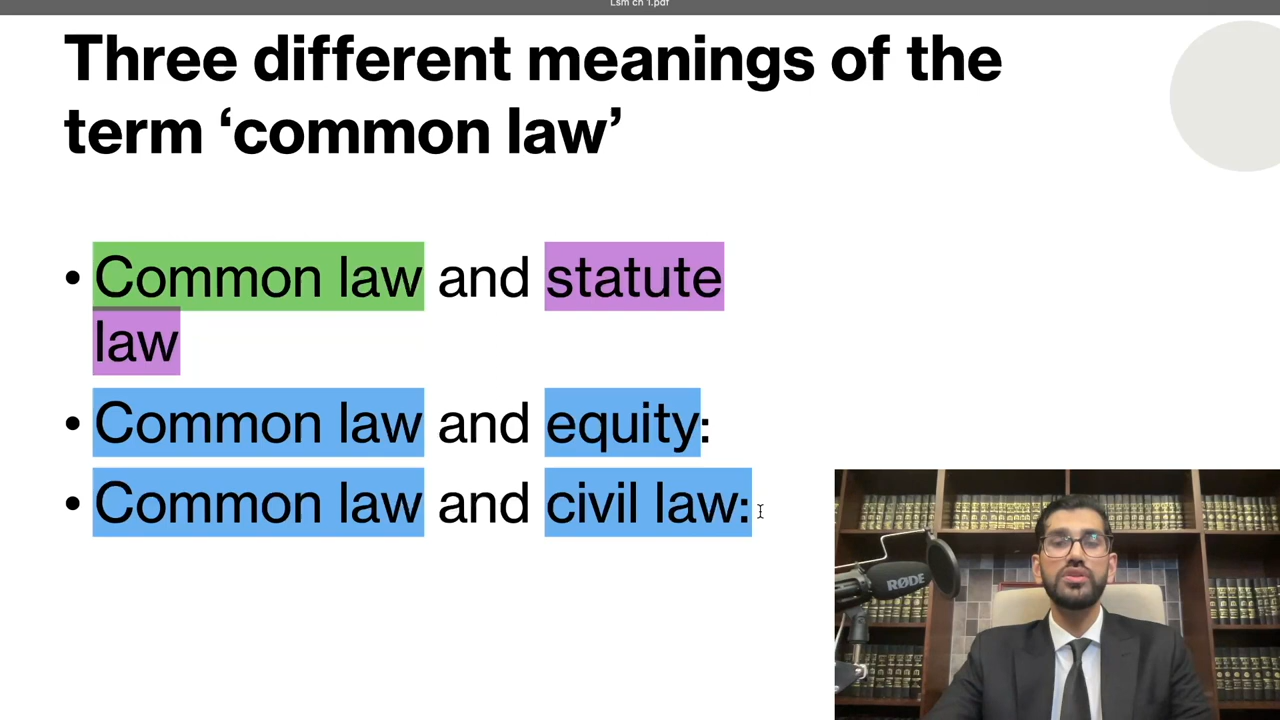 Lsm ch 1.pdf
Three different meanings of the
term ‘common law’
• Common law and statute
law
• Common law and equity:
• Common law and civil law:
RØDE